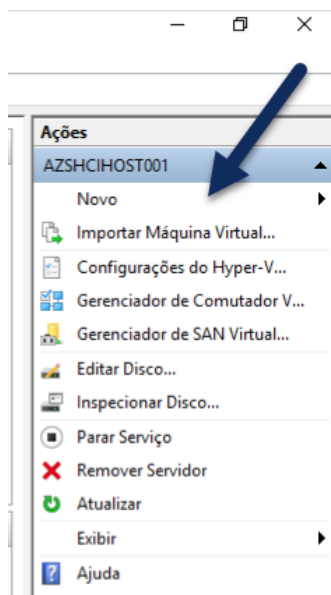 Ações
AZSHCIHOST001
Novo
Importar Máquina Virtual...
Configurações do Hyper-V...
Gerenciador de Comutador V...
Gerenciador de SAN Virtual...
Editar Disco...
Inspecionar Disco...
Parar Serviço
Remover Servidor
Atualizar
Exibir
Ajuda